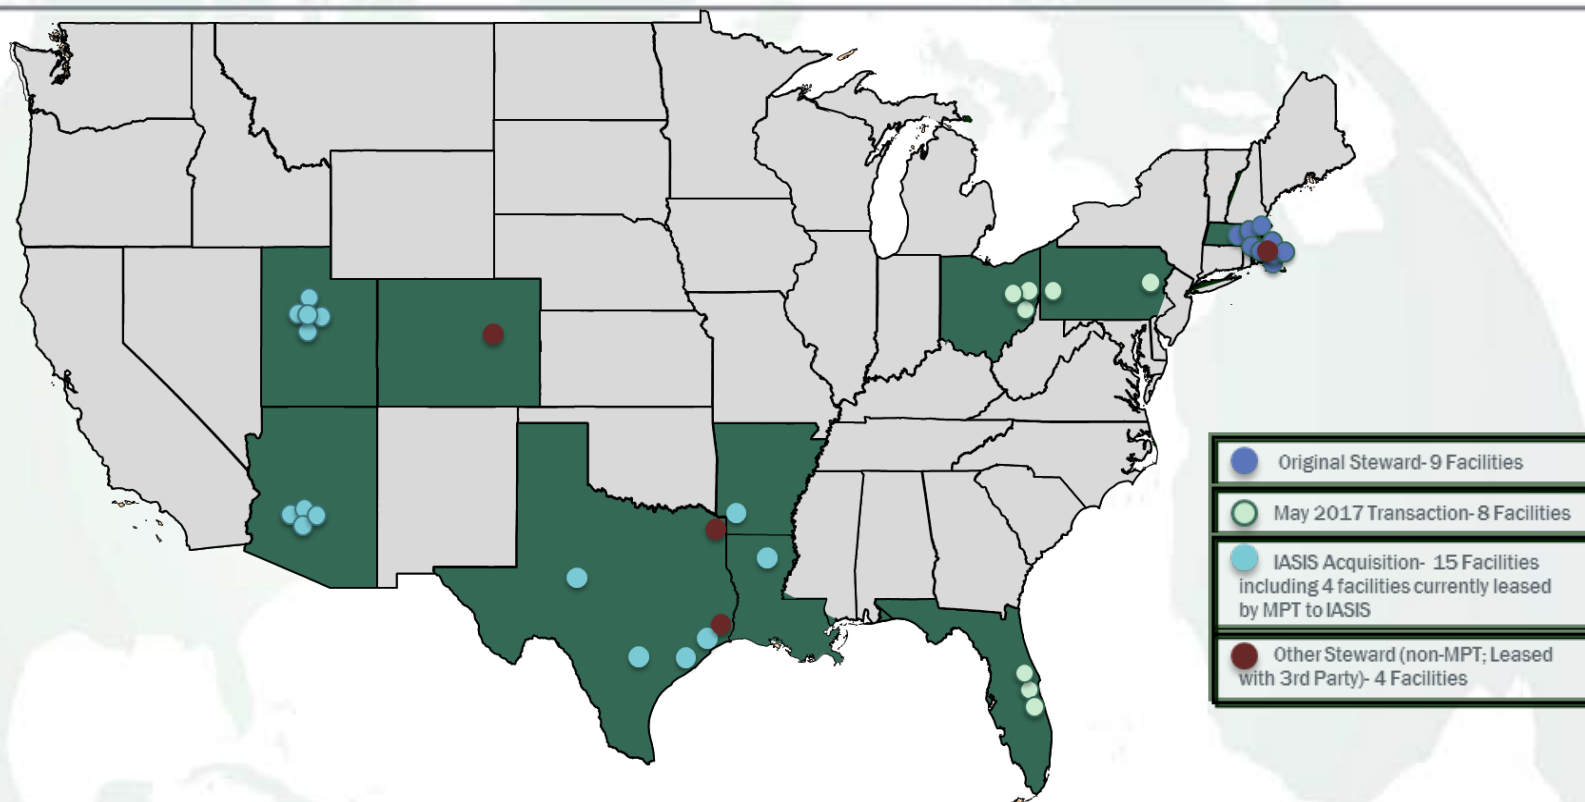 Original Steward- 9 Facilities
May 2017 Transaction- 8 Facilities
IASIS Acquisition- 15 Facilities
including 4 facilities currently leased
by MPT to IASIS
Other Steward (non-MPT; Leased
with 3rd Party)- 4 Facilities